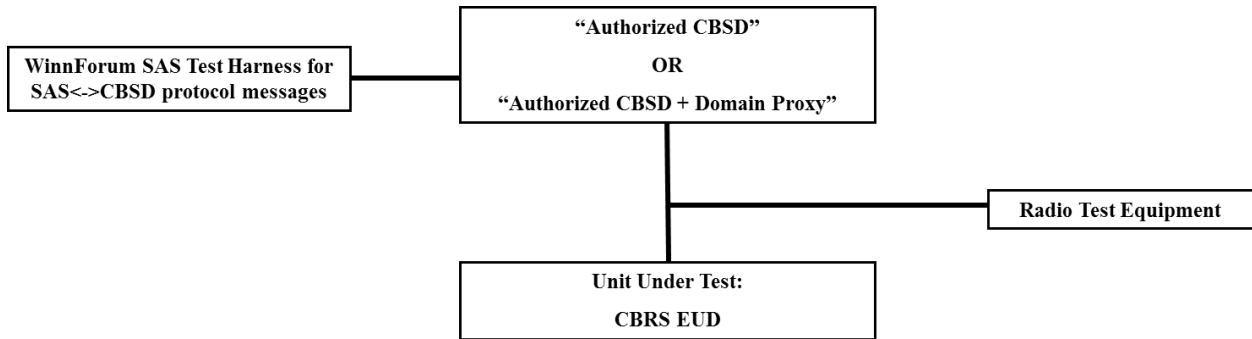 “Authorized CBSD”
OR
“Authorized CBSD + Domain Proxy”
WinnForum SAS Test Harness for
SAS<->CBSD protocol messages
Radio Test Equipment
Unit Under Test:
CBRS EUD